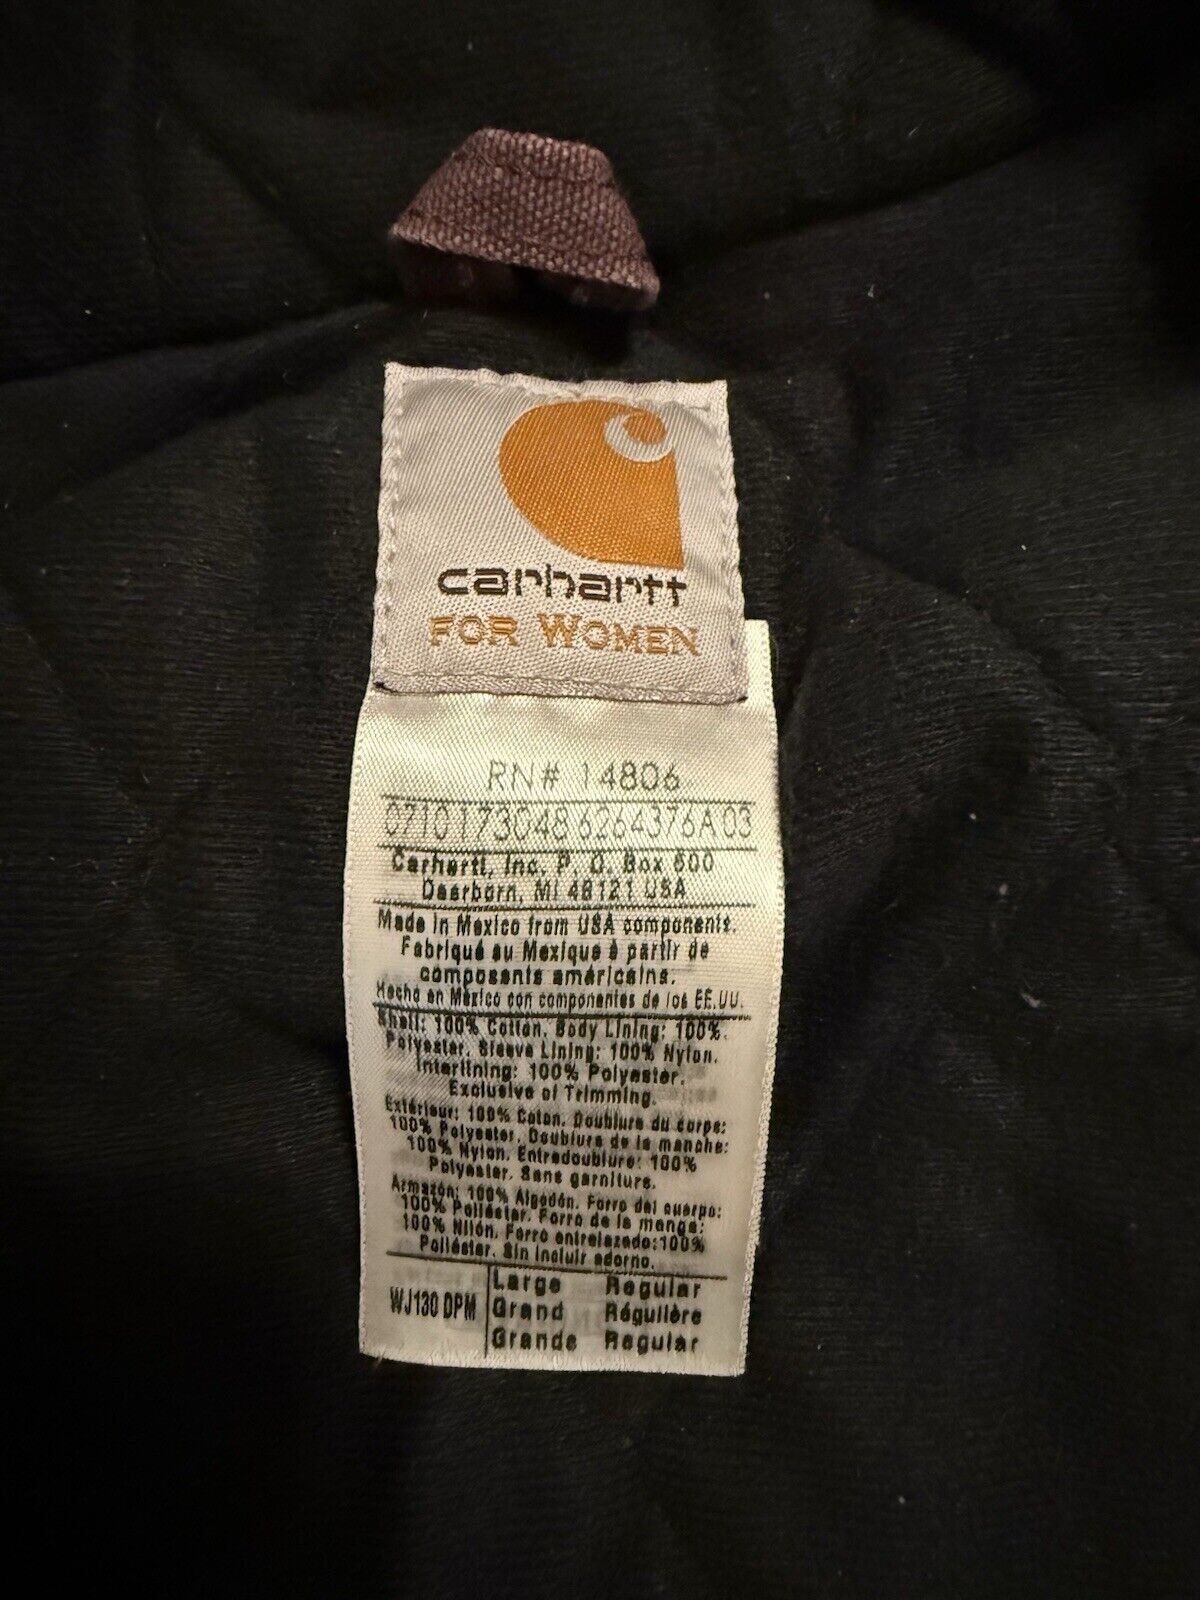 carhartt
FOR WOMEN
RN# 14806
0710 173048 6264376A 03
Carhartt, Inc. P. O. Box 600
Dearborn, MI 48121 USA
Made in Mexico from USA components.
Fabriqué au Mexique à partir de
composants américains.
Hecho en México con componentes de los EE.UU.
Shell: 100% Cotton. Body Lining: 100%
Polyester. Sleeve Lining: 100% Nylon.
Interlining: 100% Polyester.
Exclusive of Trimming.
Extérieur: 100% Coton. Doublure du corps:
100% Polyester. Doublure de la manche:
100% Nylon. Entredoublure: 100%
Polyester. Sans garniture.
Armazón: 100% Algodón. Forro del cuerpo:
100% Poliéster. Forro de la manga:
100% Nilón. Forro entrelazado:100%
Poliéster. Sin incluir adorno.
WJ130 DPM
Large Regular
Grand Régulière
Grande Regular